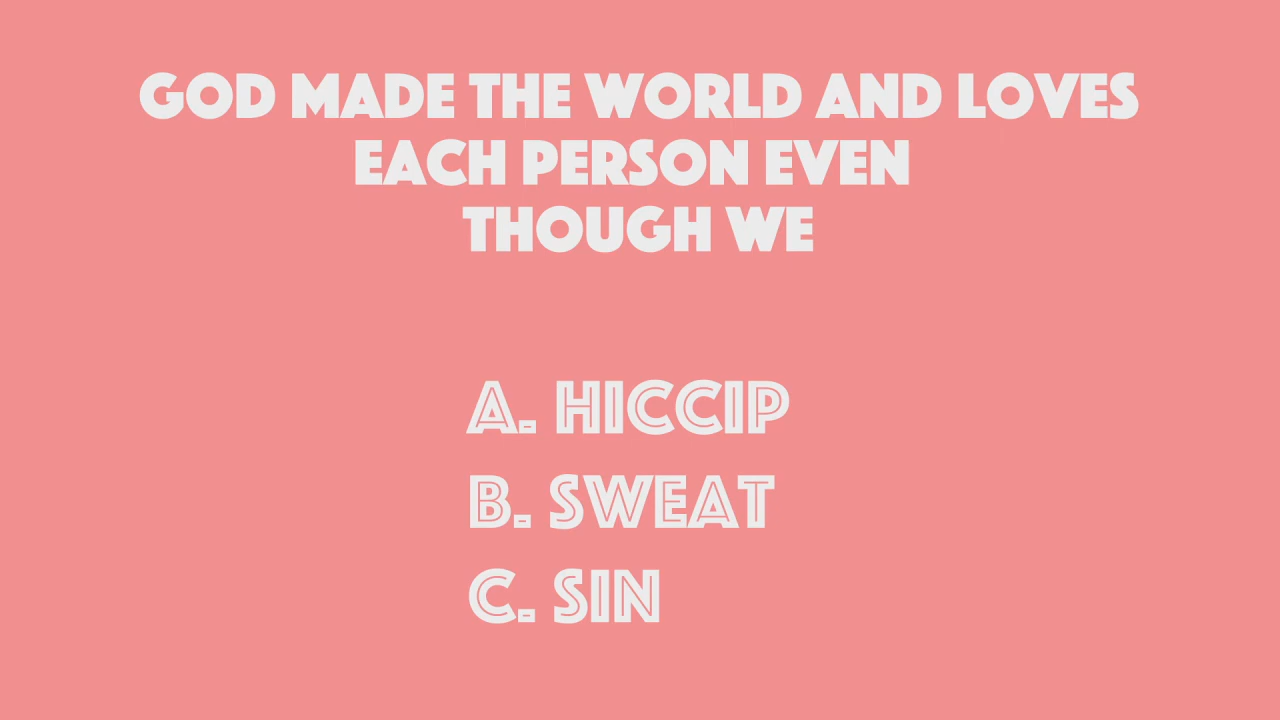 GOD MADE THE WORLD AND LOVES
EACH PERSON EVEN
THOUGH WE
A. HICCIP
B. SWEAT
C. SIN